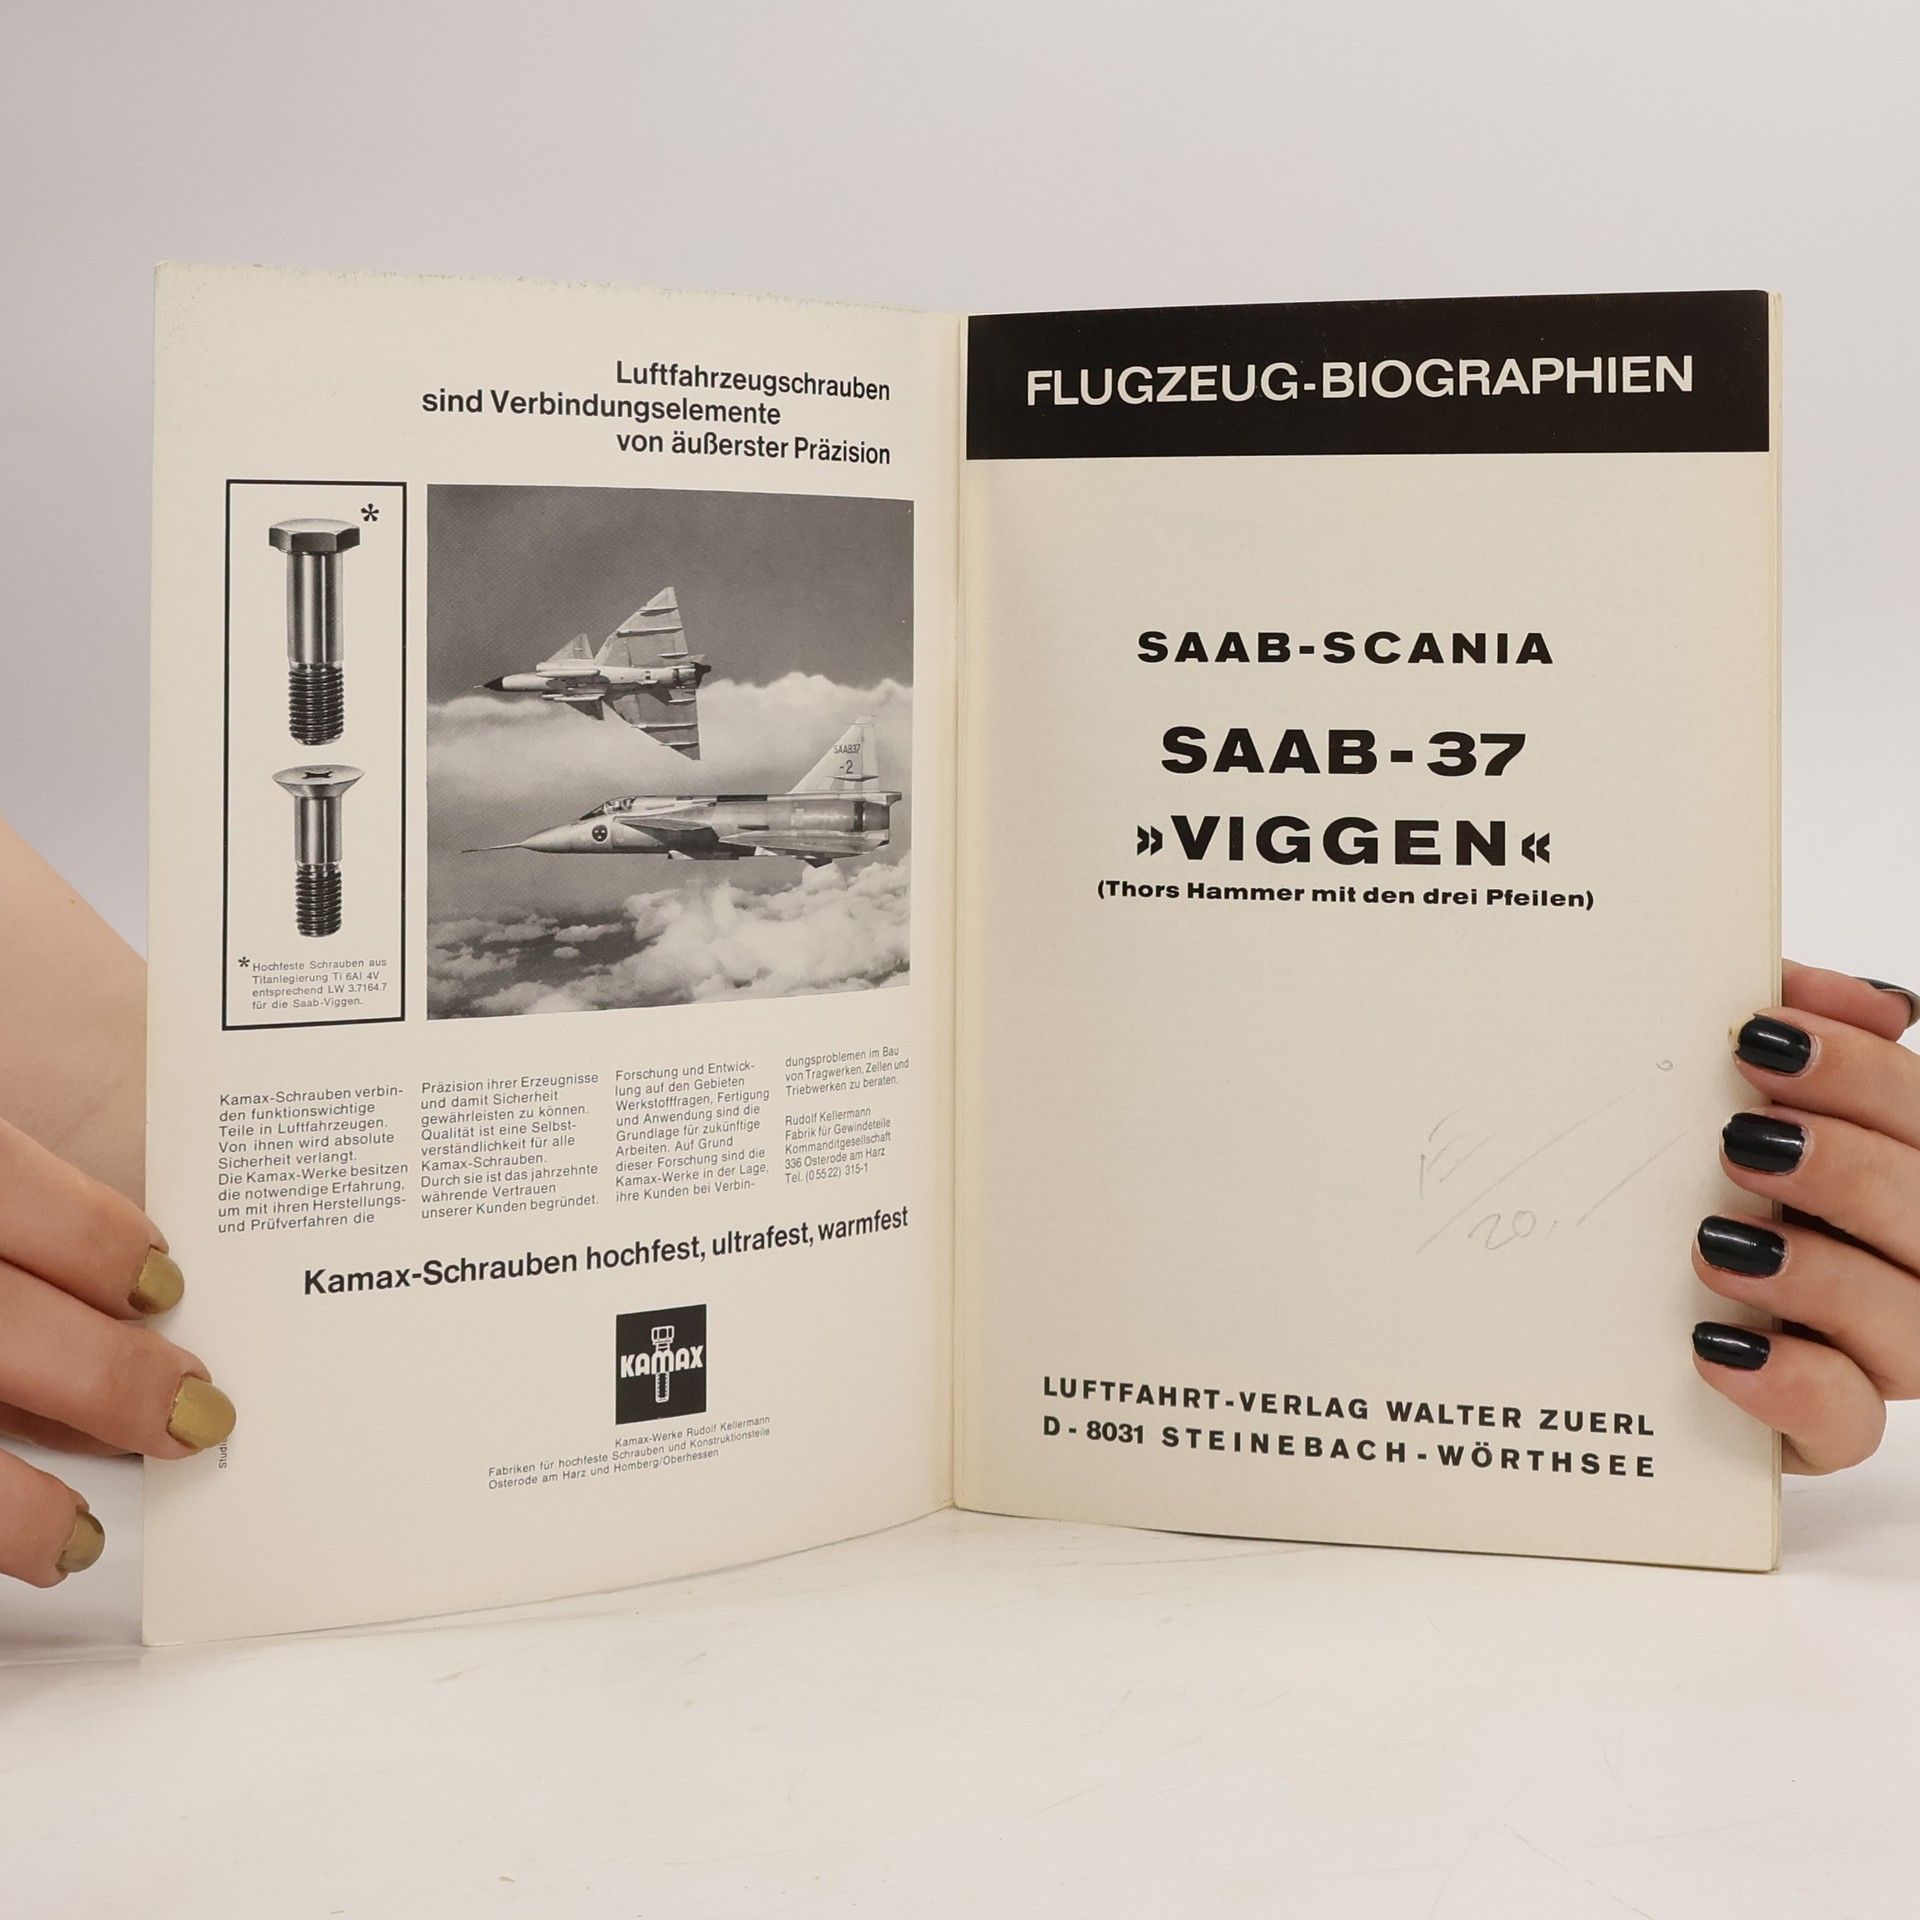 Luftfahrzeugschrauben
sind Verbindungselemente
von äußerster Präzision
*
SAAB37
-2
* Hochfeste Schrauben aus
Titanlegierung Ti 6Al 4V
entsprechend LW 3.7164.7
für die Saab-Viggen.
Kamax-Schrauben verbin-
den funktionswichtige
Teile in Luftfahrzeugen.
Von ihnen wird absolute
Sicherheit verlangt.
Die Kamax-Werke besitzen
die notwendige Erfahrung,
um mit ihren Herstellungs-
und Prüfverfahren die
Präzision ihrer Erzeugnisse
und damit Sicherheit
gewährleisten zu können.
Qualität ist eine Selbst-
verständlichkeit für alle
Kamax-Schrauben.
Durch sie ist das jahrzehnte
währende Vertrauen
unserer Kunden begründet.
Forschung und Entwick-
lung auf den Gebieten
Werkstofffragen, Fertigung
und Anwendung sind die
Grundlage für zukünftige
Arbeiten. Auf Grund
dieser Forschung sind die
Kamax-Werke in der Lage,
ihre Kunden bei Verbin-
dungsproblemen im Bau
von Tragwerken, Zellen und
Triebwerken zu beraten.
Rudolf Kellermann
Fabrik für Gewindeteile
Kommanditgesellschaft
336 Osterode am Harz
Tel. (05522) 315-1
Kamax-Schrauben hochfest, ultrafest, warmfest
KAMAX
Kamax-Werke Rudolf Kellermann
Fabriken für hochfeste Schrauben und Konstruktionsteile
Osterode am Harz und Homberg/Oberhessen
FLUGZEUG-BIOGRAPHIEN
SAAB-SCANIA
SAAB-37
»VIGGEN«
(Thors Hammer mit den drei Pfeilen)
20.-
LUFTFAHRT-VERLAG WALTER ZUERL
D-8031 STEINEBACH-WÖRTHSEE